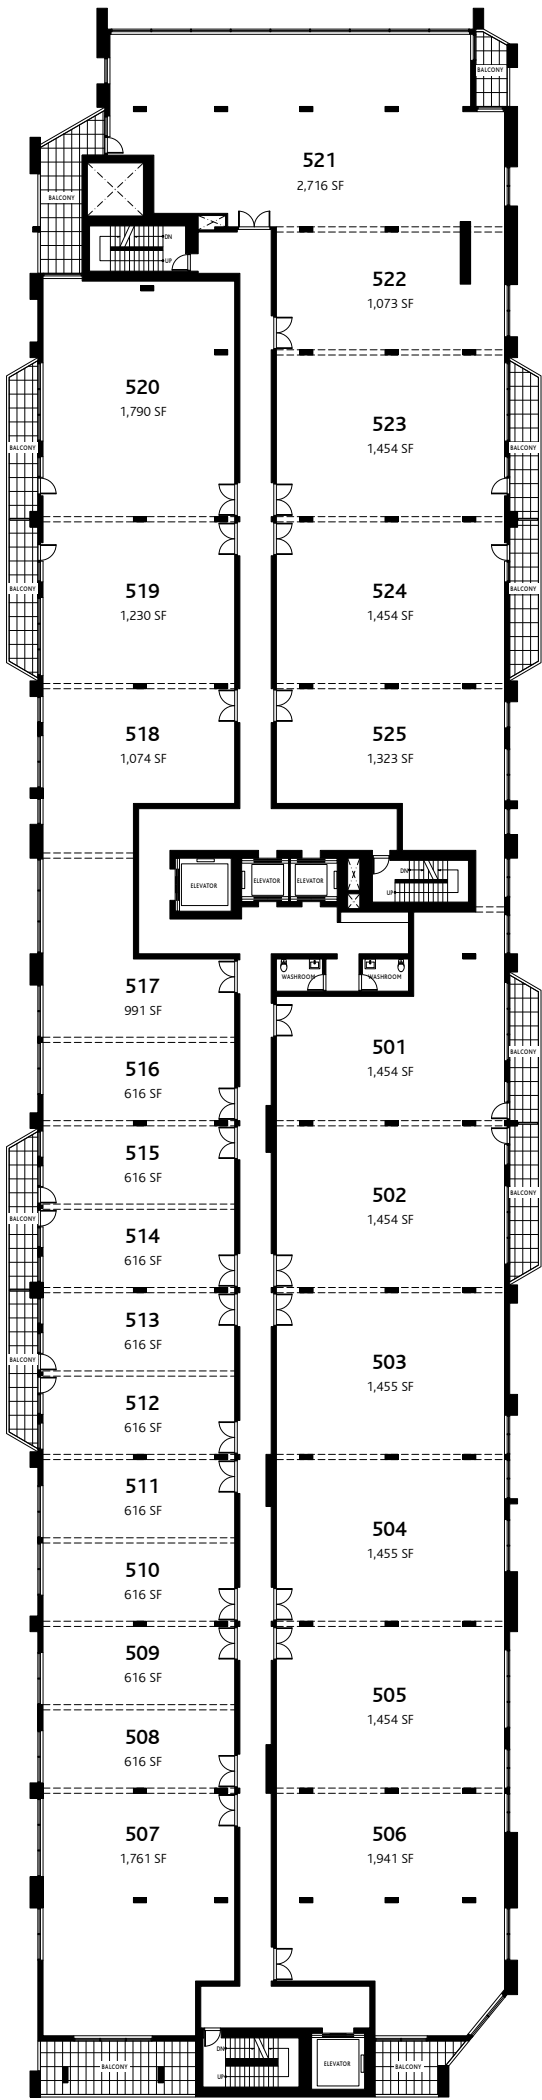 BALCONY
521
2,716 SF
BALCONY
DN
UP
522
1,073 SF
520
1,790 SF
523
1,454 SF
BALCONY
BALCONY
519
1,230 SF
524
1,454 SF
BALCONY
BALCONY
518
1,074 SF
525
1,323 SF
ELEVATOR
ELEVATOR
ELEVATOR
DN
UP
517
991 SF
WASHROOM
WASHROOM
501
1,454 SF
BALCONY
516
616 SF
515
616 SF
502
1,454 SF
BALCONY
BALCONY
514
616 SF
513
616 SF
503
1,455 SF
BALCONY
512
616 SF
511
616 SF
504
1,455 SF
510
616 SF
509
616 SF
505
1,454 SF
508
616 SF
507
1,761 SF
506
1,941 SF
DN
UP
BALCONY
ELEVATOR
BALCONY